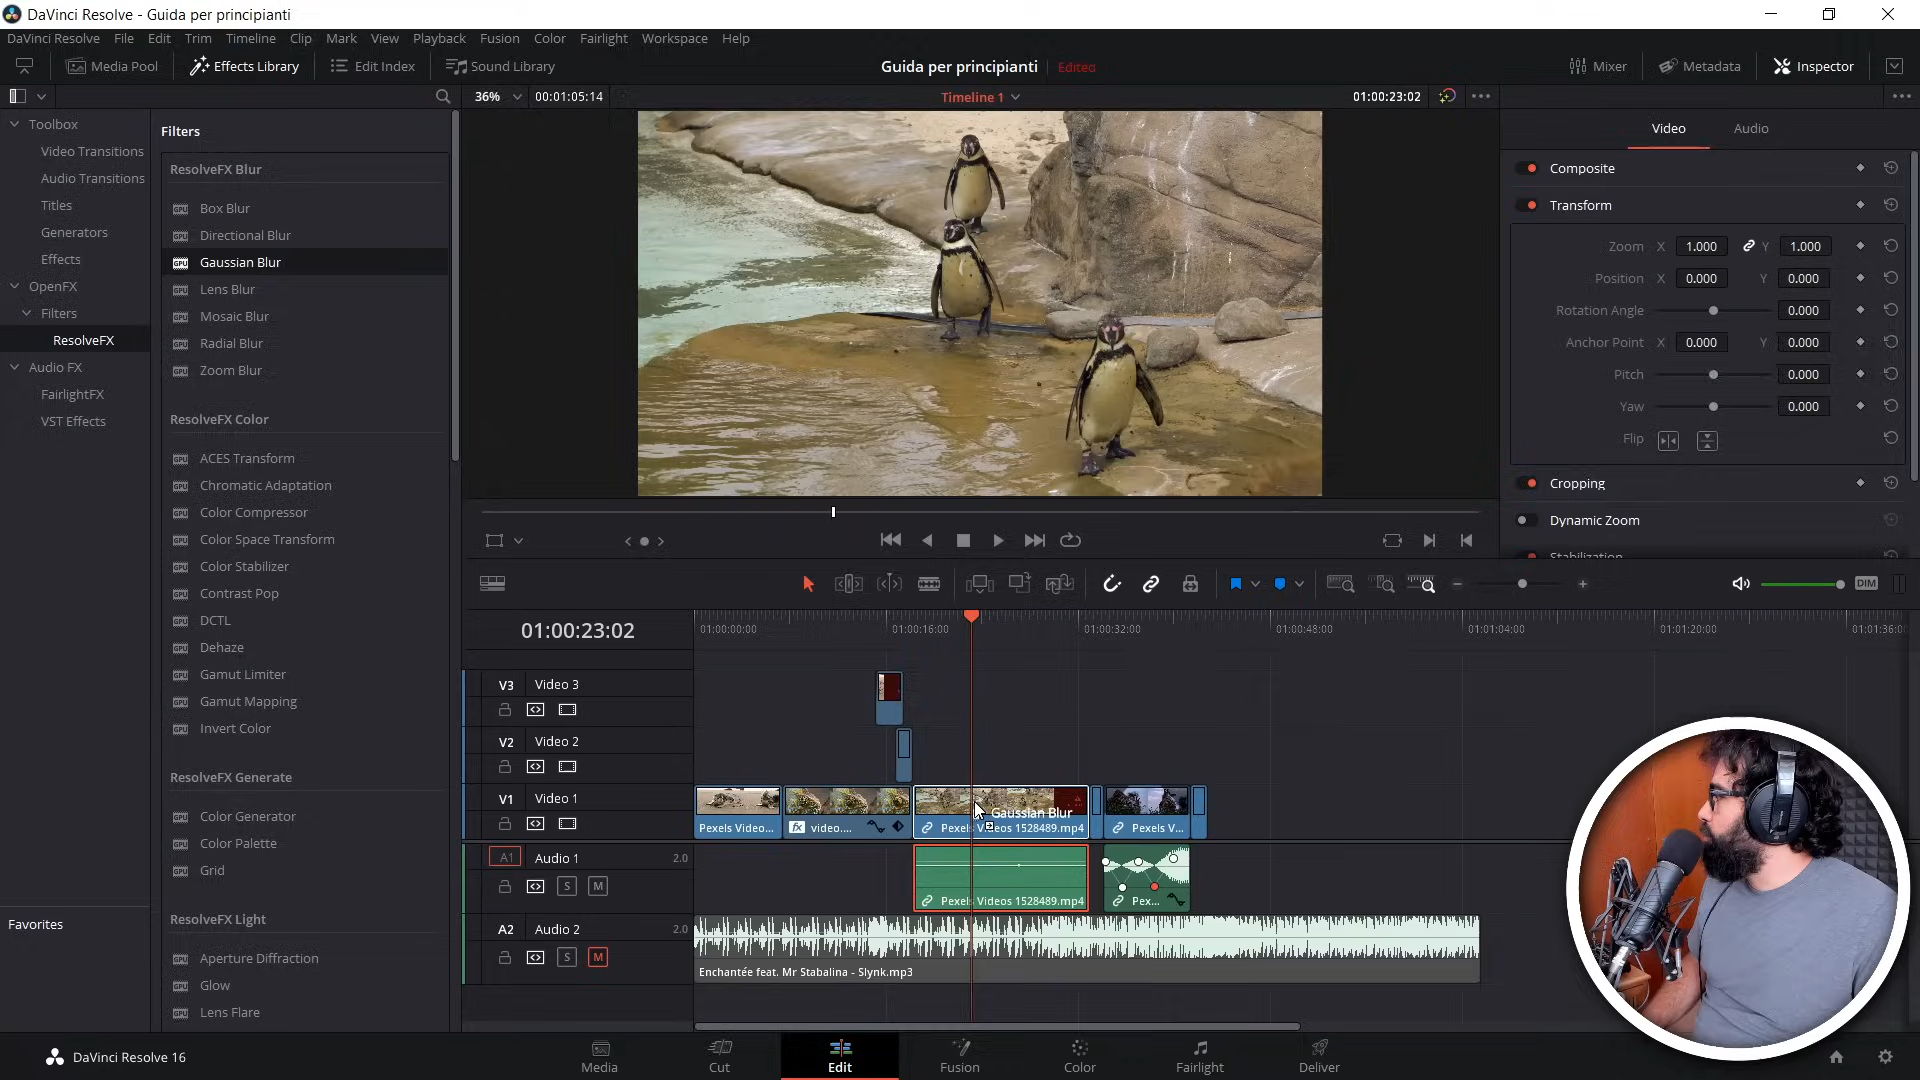 DaVinci Resolve - Guida per principianti
DaVinci Resolve File Edit Trim Timeline Clip Mark View Playback Fusion Color Fairlight Workspace Help
Media Pool Effects Library Edit Index Sound Library Guida per principianti Edited Mixer Metadata Inspector
36% 00:01:05:14 Timeline 1 01:00:23:02
Toolbox
Video Transitions
Audio Transitions
Titles
Generators
Effects
OpenFX
Filters
ResolveFX
Audio FX
FairlightFX
VST Effects
Favorites
Filters
ResolveFX Blur
Box Blur
Directional Blur
Gaussian Blur
Lens Blur
Mosaic Blur
Radial Blur
Zoom Blur
ResolveFX Color
ACES Transform
Chromatic Adaptation
Color Compressor
Color Space Transform
Color Stabilizer
Contrast Pop
DCTL
Dehaze
Gamut Limiter
Gamut Mapping
Invert Color
ResolveFX Generate
Color Generator
Color Palette
Grid
ResolveFX Light
Aperture Diffraction
Glow
Lens Flare
Video Audio
Composite
Transform
Zoom X 1.000 Y 1.000
Position X 0.000 Y 0.000
Rotation Angle 0.000
Anchor Point X 0.000 Y 0.000
Pitch 0.000
Yaw 0.000
Flip
Cropping
Dynamic Zoom
Stabilization
DIM
01:00:23:02
01:00:00:00 01:00:16:00 01:00:32:00 01:00:48:00 01:01:04:00 01:01:20:00 01:01:36:0
V3 Video 3
V2 Video 2
V1 Video 1
Gaussian Blur
Pexels Video... fx video.... Pexels Videos 1528489.mp4 Pexels V...
A1 Audio 1 2.0
S M
Pexels Videos 1528489.mp4 Pex...
A2 Audio 2 2.0
S M
Enchantée feat. Mr Stabalina - Slynk.mp3
DaVinci Resolve 16
Media Cut Edit Fusion Color Fairlight Deliver